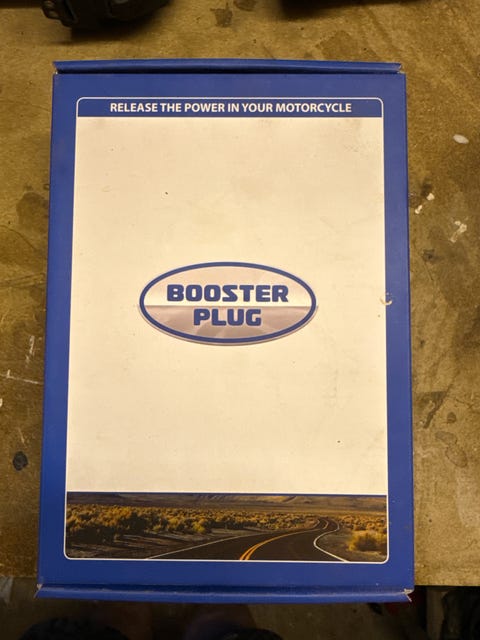 RELEASE THE POWER IN YOUR MOTORCYCLE
BOOSTER
PLUG